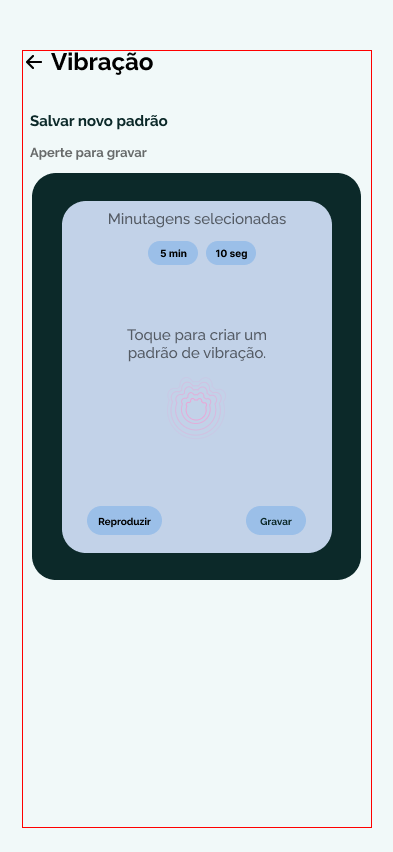 Vibração
Salvar novo padrão
Aperte para gravar
Minutagens selecionadas
5 min 10 seg
Toque para criar um
padrão de vibração.
Reproduzir Gravar